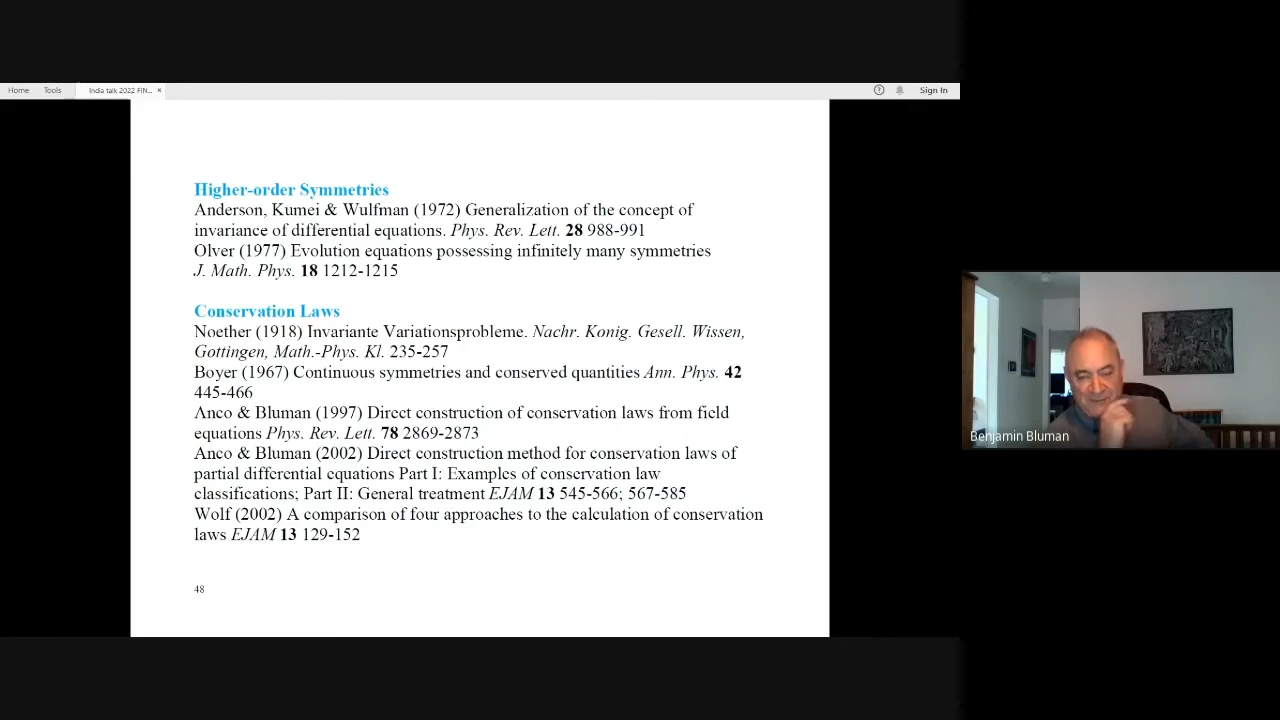 Home Tools India talk 2022 FIN... × Sign In
Higher-order Symmetries
Anderson, Kumei & Wulfman (1972) Generalization of the concept of
invariance of differential equations. Phys. Rev. Lett. 28 988-991
Olver (1977) Evolution equations possessing infinitely many symmetries
J. Math. Phys. 18 1212-1215
Conservation Laws
Noether (1918) Invariante Variationsprobleme. Nachr. Konig. Gesell. Wissen,
Gottingen, Math.-Phys. Kl. 235-257
Boyer (1967) Continuous symmetries and conserved quantities Ann. Phys. 42
445-466
Anco & Bluman (1997) Direct construction of conservation laws from field
equations Phys. Rev. Lett. 78 2869-2873
Anco & Bluman (2002) Direct construction method for conservation laws of
partial differential equations Part I: Examples of conservation law
classifications; Part II: General treatment EJAM 13 545-566; 567-585
Wolf (2002) A comparison of four approaches to the calculation of conservation
laws EJAM 13 129-152
48
Benjamin Bluman